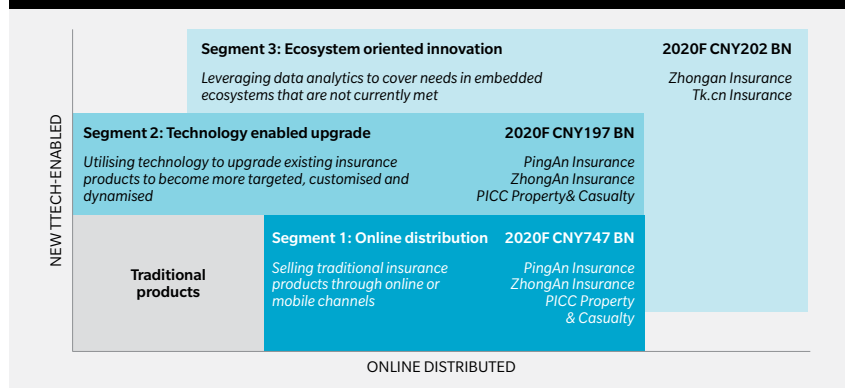 Segment 3: Ecosystem oriented innovation 2020F CNY202 BN
Leveraging data analytics to cover needs in embedded Zhongan Insurance
ecosystems that are not currently met Tk.cn Insurance
NEW TTECH-ENABLED
Segment 2: Technology enabled upgrade 2020F CNY197 BN
Utilising technology to upgrade existing insurance PingAn Insurance
products to become more targeted, customised and ZhongAn Insurance
dynamised PICC Property& Casualty
Traditional
products
Segment 1: Online distribution 2020F CNY747 BN
Selling traditional insurance PingAn Insurance
products through online or ZhongAn Insurance
mobile channels PICC Property
& Casualty
ONLINE DISTRIBUTED